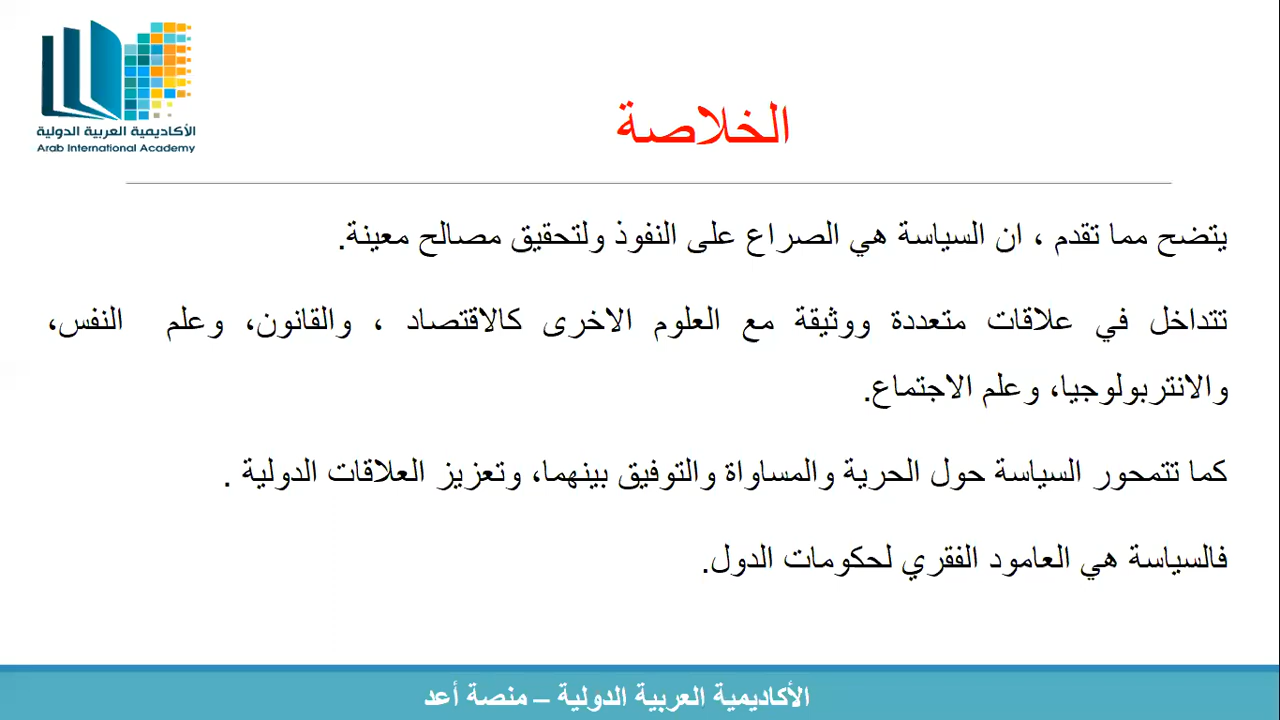 الأكاديمية العربية الدولية
Arab International Academy
الخلاصة
يتضح مما تقدم ، ان السياسة هي الصراع على النفوذ ولتحقيق مصالح معينة.
تتداخل في علاقات متعددة ووثيقة مع العلوم الاخرى كالاقتصاد ، والقانون، وعلم النفس،
والانتربولوجيا، وعلم الاجتماع.
كما تتمحور السياسة حول الحرية والمساواة والتوفيق بينهما، وتعزيز العلاقات الدولية .
فالسياسة هي العامود الفقري لحكومات الدول.
الأكاديمية العربية الدولية – منصة أعد